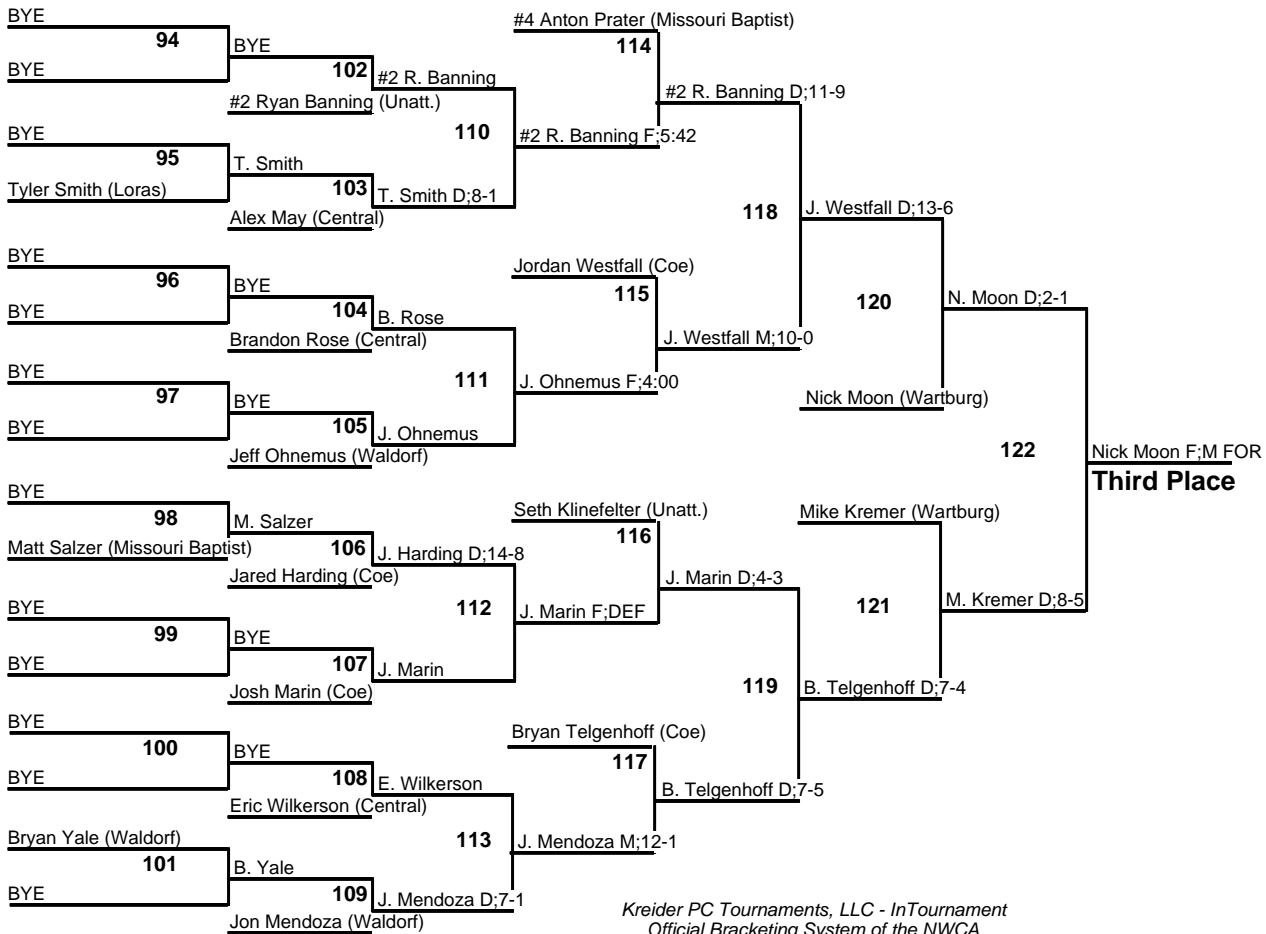 BYE
94
BYE
BYE
102
#2 R. Banning
#2 Ryan Banning (Unatt.)
110
#2 R. Banning F;5:42
BYE
95
T. Smith
Tyler Smith (Loras)
103
T. Smith D;8-1
Alex May (Central)
#4 Anton Prater (Missouri Baptist)
114
#2 R. Banning D;11-9
118
J. Westfall D;13-6
BYE
96
BYE
BYE
104
B. Rose
Brandon Rose (Central)
111
J. Ohnemus F;4:00
BYE
97
BYE
BYE
105
J. Ohnemus
Jeff Ohnemus (Waldorf)
Jordan Westfall (Coe)
115
J. Westfall M;10-0
120
N. Moon D;2-1
Nick Moon (Wartburg)
122
Nick Moon F;M FOR
Third Place
BYE
98
M. Salzer
Matt Salzer (Missouri Baptist)
106
J. Harding D;14-8
Jared Harding (Coe)
112
J. Marin F;DEF
BYE
99
BYE
BYE
107
J. Marin
Josh Marin (Coe)
Seth Klinefelter (Unatt.)
116
J. Marin D;4-3
119
B. Telgenhoff D;7-4
Mike Kremer (Wartburg)
121
M. Kremer D;8-5
BYE
100
BYE
BYE
108
E. Wilkerson
Eric Wilkerson (Central)
113
J. Mendoza M;12-1
Bryan Yale (Waldorf)
101
B. Yale
BYE
109
J. Mendoza D;7-1
Jon Mendoza (Waldorf)
Bryan Telgenhoff (Coe)
117
B. Telgenhoff D;7-5
Kreider PC Tournaments, LLC - InTournament
Official Bracketing System of the NWCA